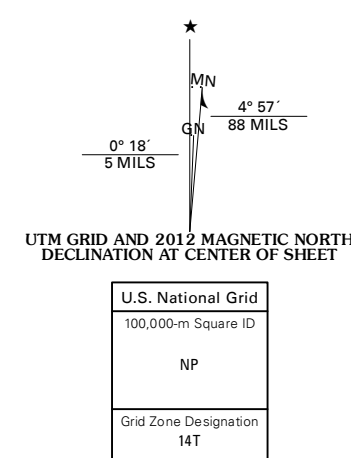 ★
MN
4° 57´
88 MILS
GN
0° 18´
5 MILS
UTM GRID AND 2012 MAGNETIC NORTH
DECLINATION AT CENTER OF SHEET
U.S. National Grid
100,000-m Square ID
NP
Grid Zone Designation
14T